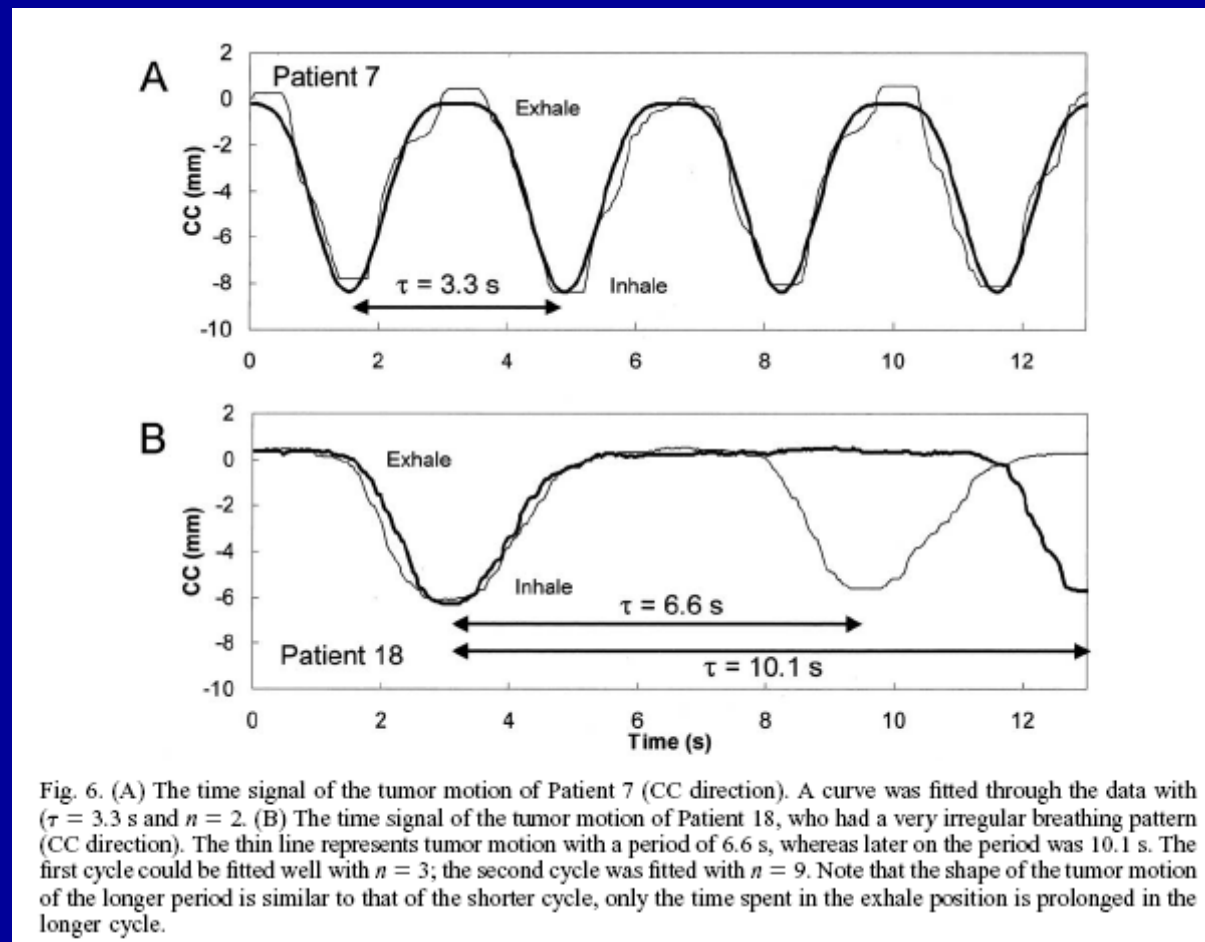 A
Patient 7
Exhale
CC (mm)
2
0
-2
-4
-6
-8
-10
τ = 3.3 s
Inhale
0 2 4 6 8 10 12
B
Exhale
CC (mm)
2
0
-2
-4
-6
-8
-10
Inhale
τ = 6.6 s
Patient 18
τ = 10.1 s
0 2 4 6 8 10 12
Time (s)
Fig. 6. (A) The time signal of the tumor motion of Patient 7 (CC direction). A curve was fitted through the data with
(τ = 3.3 s and n = 2. (B) The time signal of the tumor motion of Patient 18, who had a very irregular breathing pattern
(CC direction). The thin line represents tumor motion with a period of 6.6 s, whereas later on the period was 10.1 s. The
first cycle could be fitted well with n = 3; the second cycle was fitted with n = 9. Note that the shape of the tumor motion
of the longer period is similar to that of the shorter cycle, only the time spent in the exhale position is prolonged in the
longer cycle.